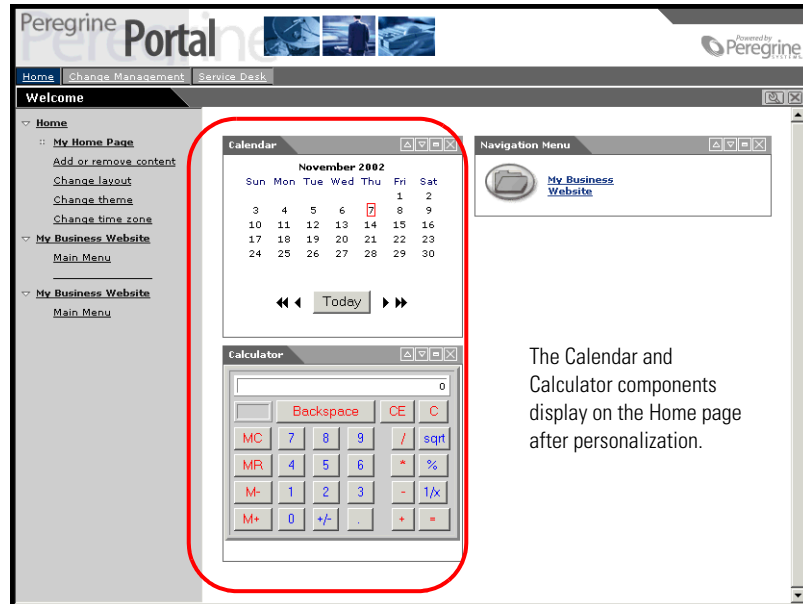 Peregrine Portal
Powered by
Peregrine
SYSTEMS
Home Change Management Service Desk
Welcome
Home
My Home Page
Add or remove content
Change layout
Change theme
Change time zone
My Business Website
Main Menu
My Business Website
Main Menu
Calendar
November 2002
Sun Mon Tue Wed Thu Fri Sat
1 2
3 4 5 6 7 8 9
10 11 12 13 14 15 16
17 18 19 20 21 22 23
24 25 26 27 28 29 30
Today
Calculator
0
Backspace CE C
MC 7 8 9 / sqrt
MR 4 5 6 * %
M- 1 2 3 - 1/x
M+ 0 +/- . + =
Navigation Menu
My Business
Website
The Calendar and
Calculator components
display on the Home page
after personalization.